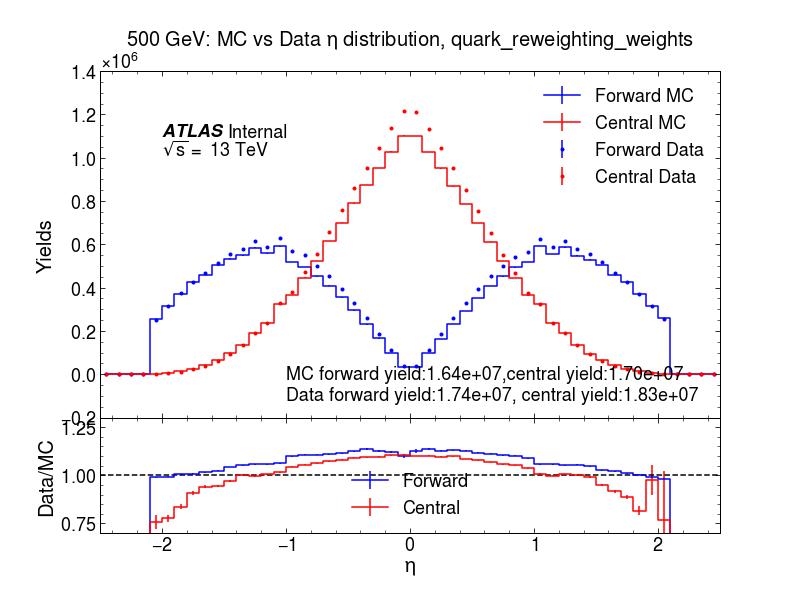 500 GeV: MC vs Data η distribution, quark_reweighting_weights
×10⁶
1.4
1.2
1.0
0.8
0.6
0.4
0.2
0.0
0.2
Yields
ATLAS Internal
√s = 13 TeV
Forward MC
Central MC
Forward Data
Central Data
MC forward yield:1.64e+07,central yield:1.70e+07
Data forward yield:1.74e+07, central yield:1.83e+07
1.25
1.00
0.75
Data/MC
Forward
Central
−2
−1
0
1
2
η